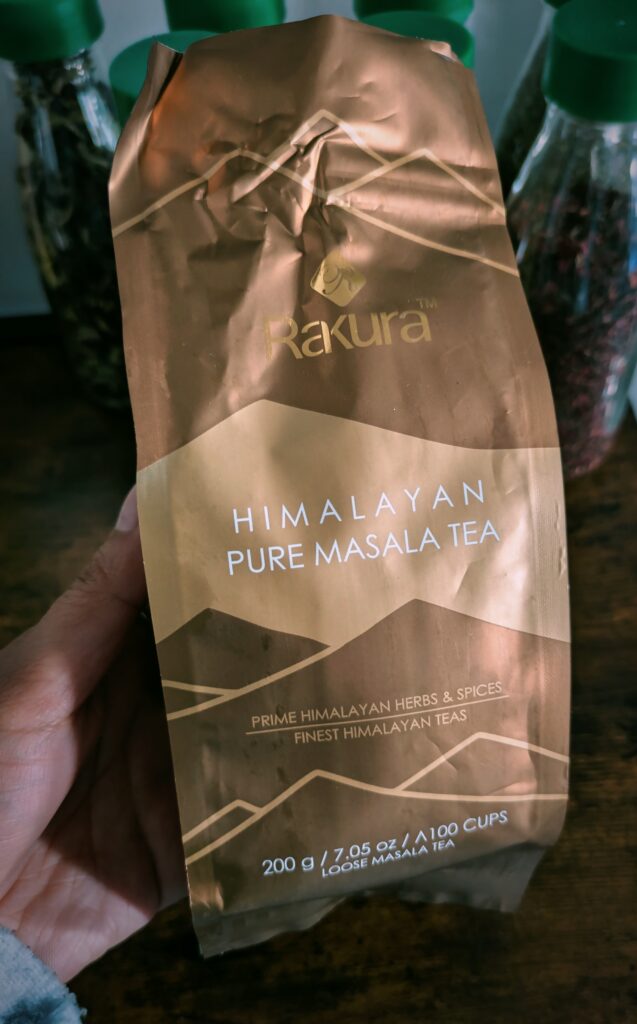 Rakura™
HIMALAYAN
PURE MASALA TEA
PRIME HIMALAYAN HERBS & SPICES
FINEST HIMALAYAN TEAS
200 g / 7.05 oz / Λ100 CUPS
LOOSE MASALA TEA